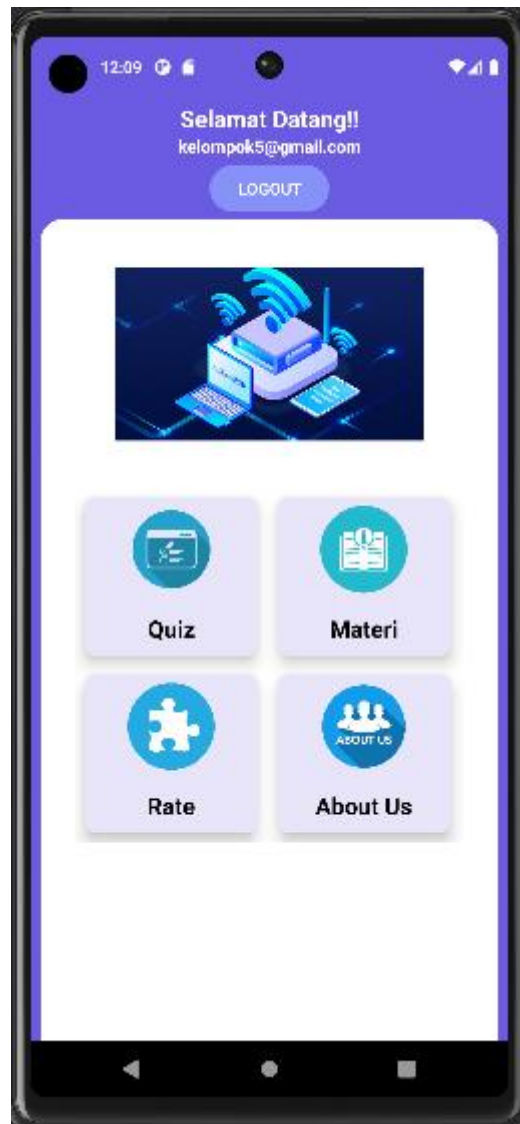 12:09
Selamat Datang!!
kelompok5@gmail.com
LOGOUT
Quiz
Materi
ABOUT US
Rate
About Us